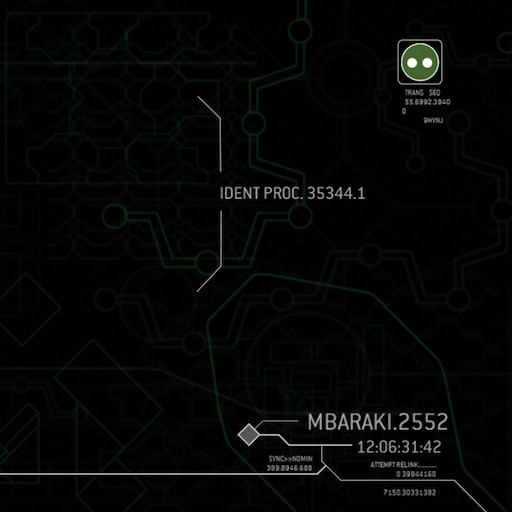 TRANS SEQ
55.6992.3840
0
9HYNJ
IDENT PROC. 35344.1
MBARAKI.2552
12:06:31:42
SYNC>>NOMIN
389.8946.688
ATTEMPT RELINK
0 39844160
7150.30331382